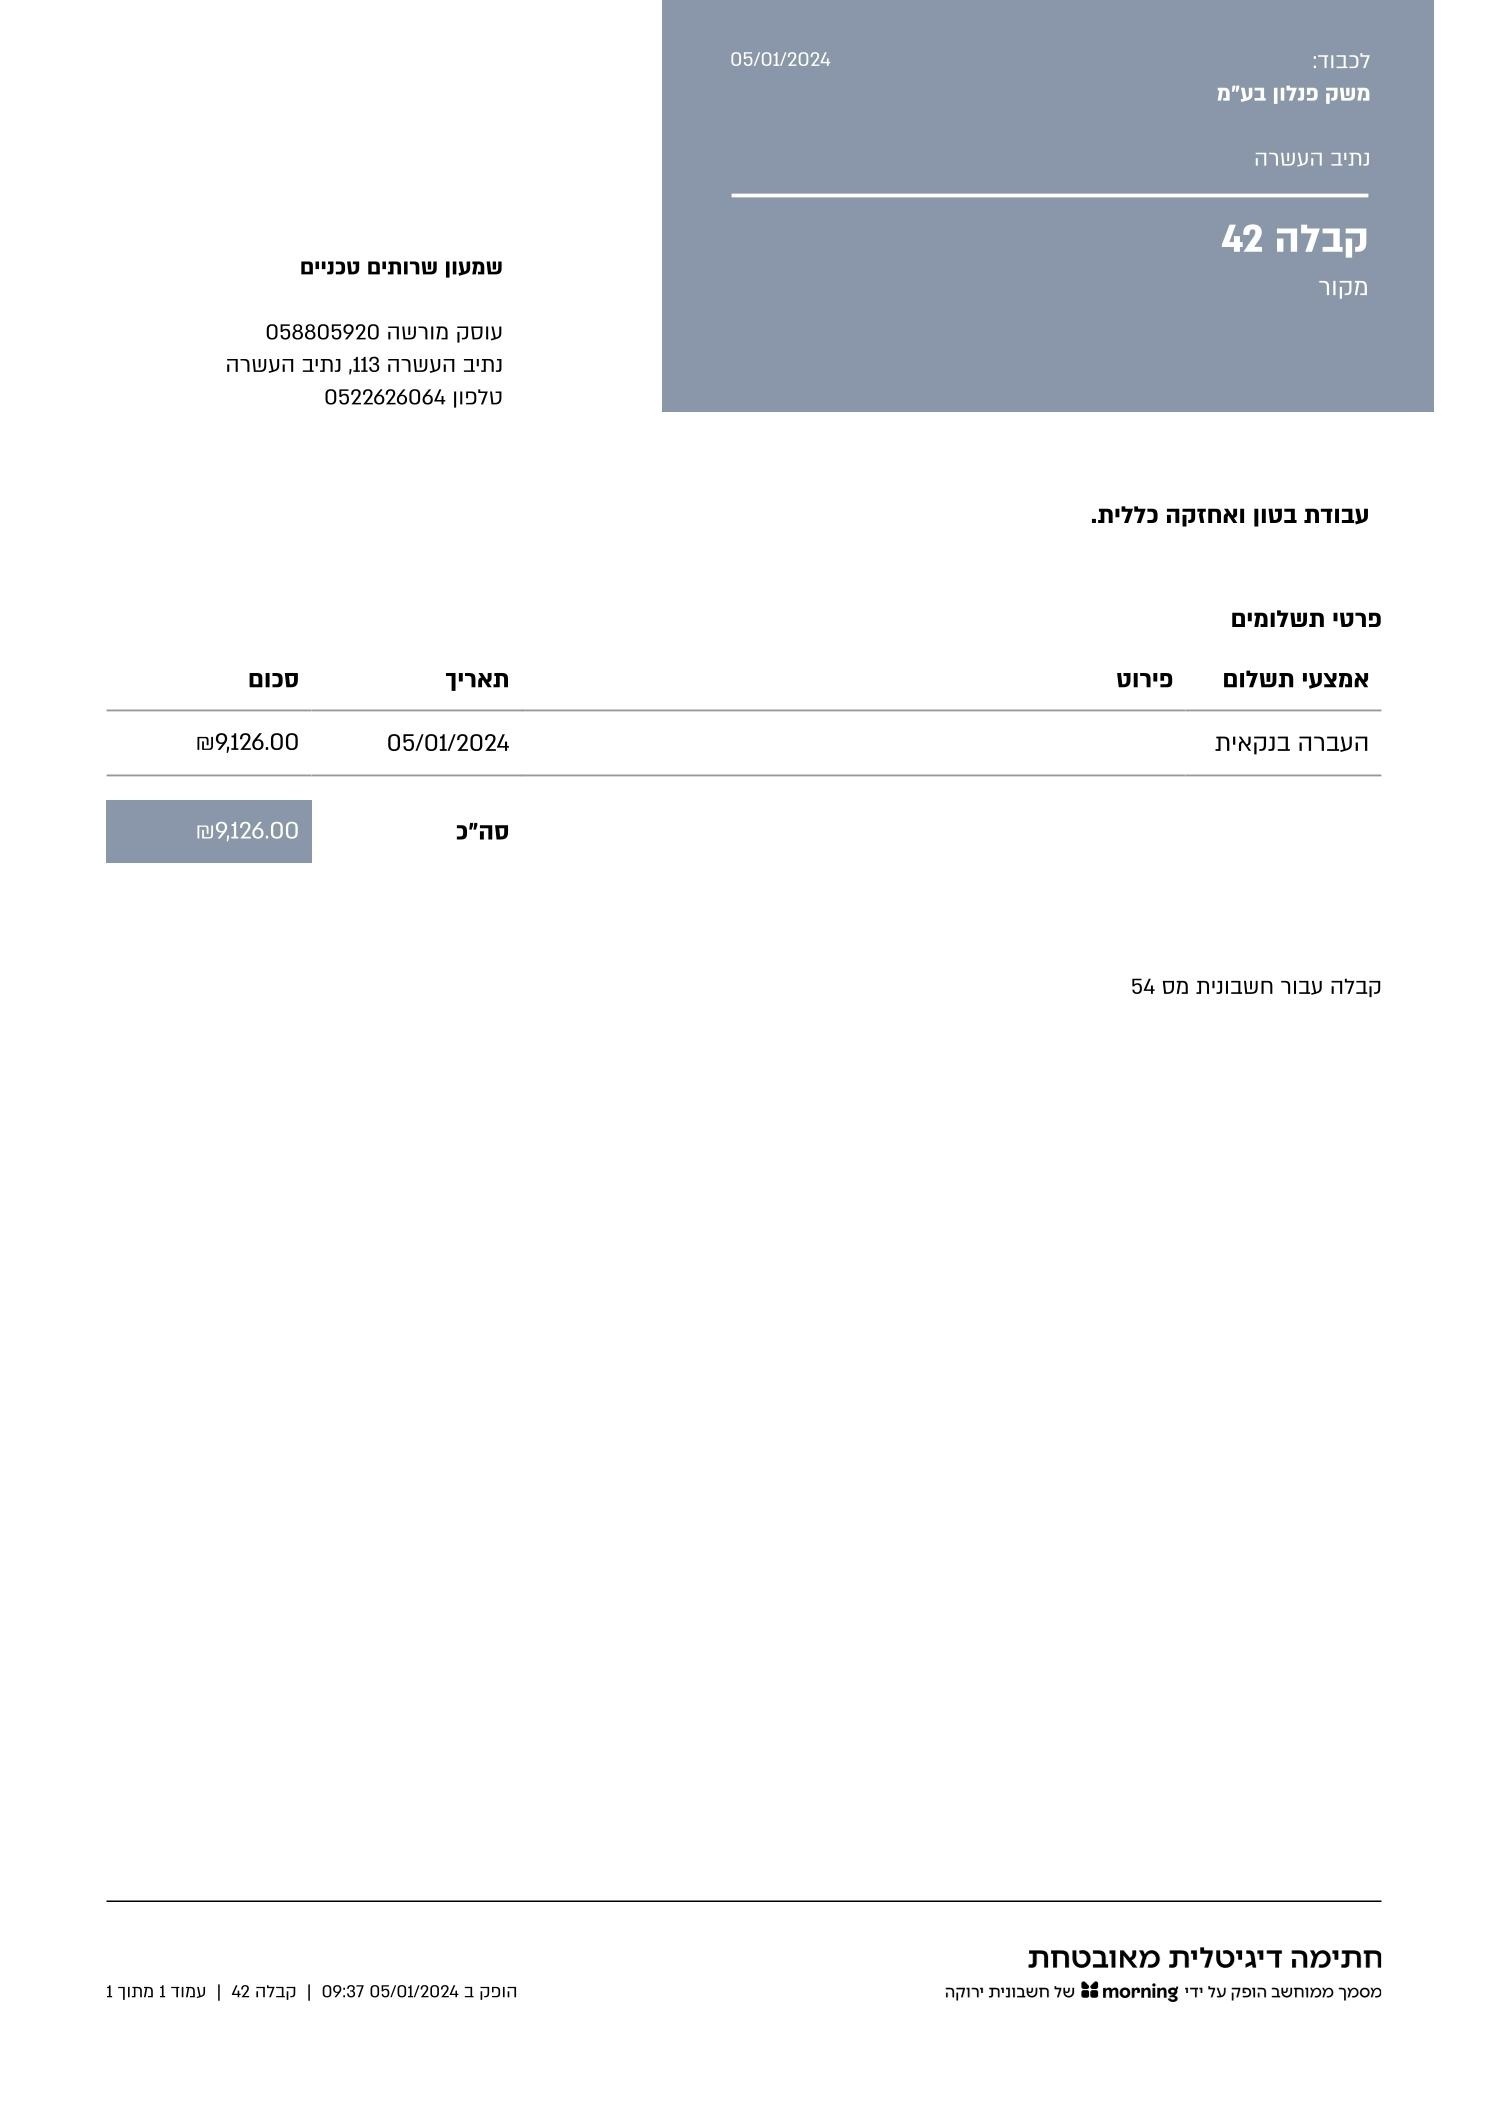 לכבוד:
05/01/2024
משק פנלון בע"מ
נתיב העשרה
קבלה 42
מקור
שמעון שרותים טכניים
עוסק מורשה 058805920
נתיב העשרה 113, נתיב העשרה
טלפון 0522626064
עבודת בטון ואחזקה כללית.
פרטי תשלומים
אמצעי תשלום פירוט תאריך סכום
העברה בנקאית 05/01/2024 ₪9,126.00
סה"כ ₪9,126.00
קבלה עבור חשבונית מס 54
חתימה דיגיטלית מאובטחת
מסמך ממוחשב הופק על ידי morning של חשבונית ירוקה
הופק ב 05/01/2024 09:37 | קבלה 42 | עמוד 1 מתוך 1